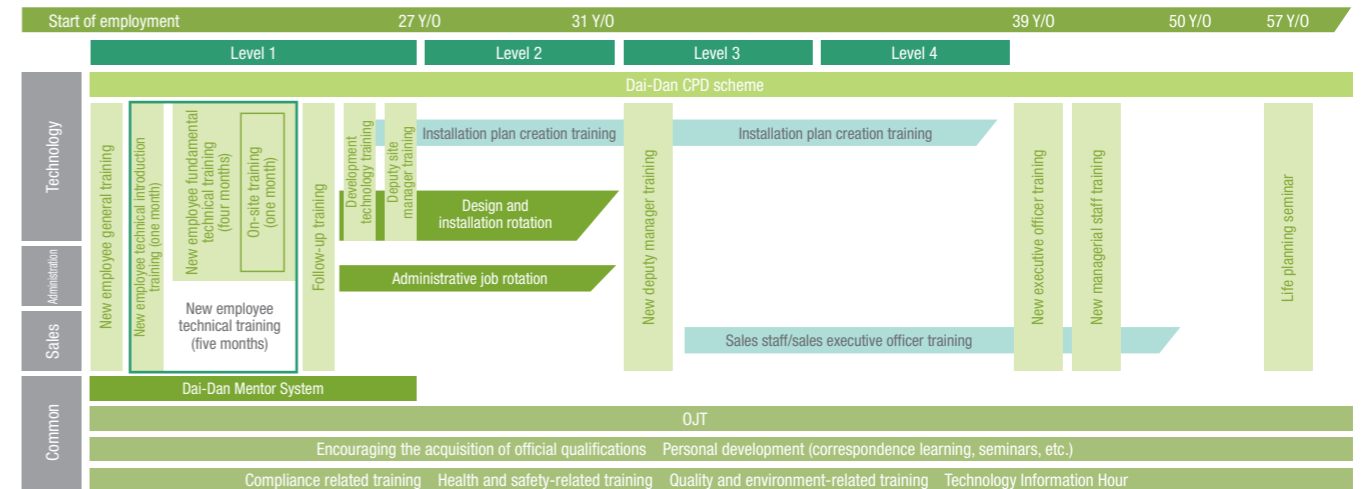 Start of employment
27 Y/O
31 Y/O
39 Y/O
50 Y/O
57 Y/O
Level 1
Level 2
Level 3
Level 4
Technology
Dai-Dan CPD scheme
New employee general training
New employee technical introduction
training (one month)
New employee fundamental
technical training
(four months)
On-site training
(one month)
New employee
technical training
(five months)
Follow-up training
Development
technology training
Deputy site
manager training
Installation plan creation training
Design and
installation rotation
Administrative job rotation
New deputy manager training
Installation plan creation training
Sales staff/sales executive officer training
New executive officer training
New managerial staff training
Life planning seminar
Administration
Sales
Common
Dai-Dan Mentor System
OJT
Encouraging the acquisition of official qualifications Personal development (correspondence learning, seminars, etc.)
Compliance related training Health and safety-related training Quality and environment-related training Technology Information Hour